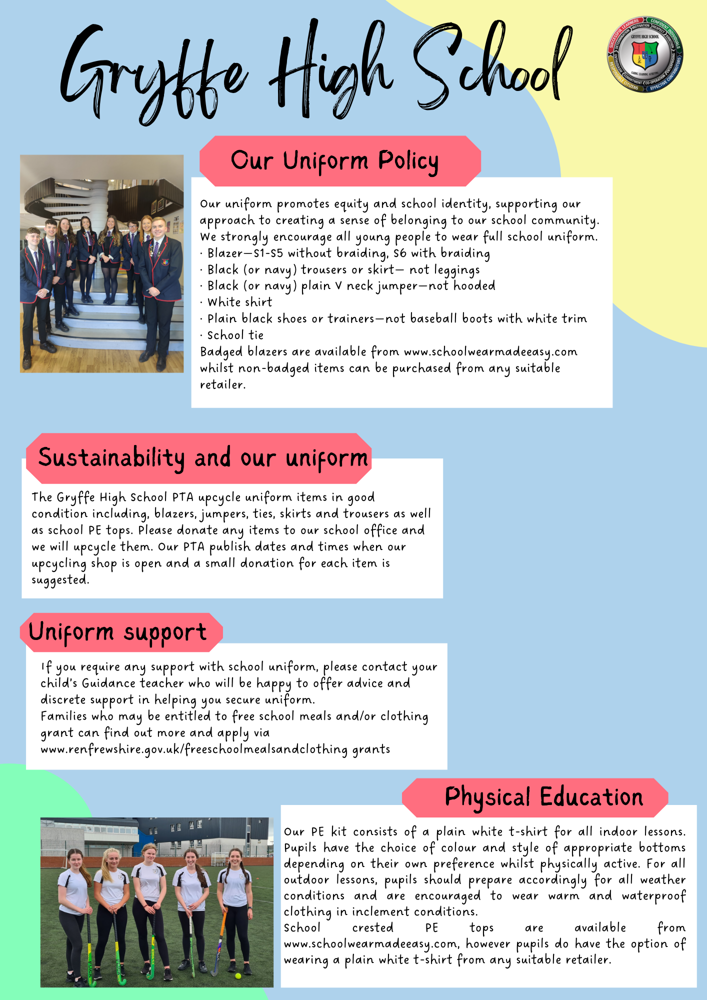 Gryffe High School
SUCCESSFUL LEARNERS
CONFIDENT INDIVIDUALS
EFFECTIVE CONTRIBUTORS
RESPONSIBLE CITIZENS
DETERMINATION
MOTIVATION
RESPECT
AMBITION
ENTERPRISING
CO-OPERATION
COMMITMENT
ENTHUSIASM
GRYFFE HIGH SCHOOL
CARING LEARNING ACHIEVING
Our Uniform Policy
Our uniform promotes equity and school identity, supporting our
approach to creating a sense of belonging to our school community.
We strongly encourage all young people to wear full school uniform.
· Blazer—S1-S5 without braiding, S6 with braiding
· Black (or navy) trousers or skirt— not leggings
· Black (or navy) plain V neck jumper—not hooded
· White shirt
· Plain black shoes or trainers—not baseball boots with white trim
· School tie
Badged blazers are available from www.schoolwearmadeeasy.com
whilst non-badged items can be purchased from any suitable
retailer.
Sustainability and our uniform
The Gryffe High School PTA upcycle uniform items in good
condition including, blazers, jumpers, ties, skirts and trousers as well
as school PE tops. Please donate any items to our school office and
we will upcycle them. Our PTA publish dates and times when our
upcycling shop is open and a small donation for each item is
suggested.
Uniform support
If you require any support with school uniform, please contact your
child's Guidance teacher who will be happy to offer advice and
discrete support in helping you secure uniform.
Families who may be entitled to free school meals and/or clothing
grant can find out more and apply via
www.renfrewshire.gov.uk/freeschoolmealsandclothing grants
Physical Education
Our PE kit consists of a plain white t-shirt for all indoor lessons.
Pupils have the choice of colour and style of appropriate bottoms
depending on their own preference whilst physically active. For all
outdoor lessons, pupils should prepare accordingly for all weather
conditions and are encouraged to wear warm and waterproof
clothing in inclement conditions.
School crested PE tops are available from
www.schoolwearmadeeasy.com, however pupils do have the option of
wearing a plain white t-shirt from any suitable retailer.